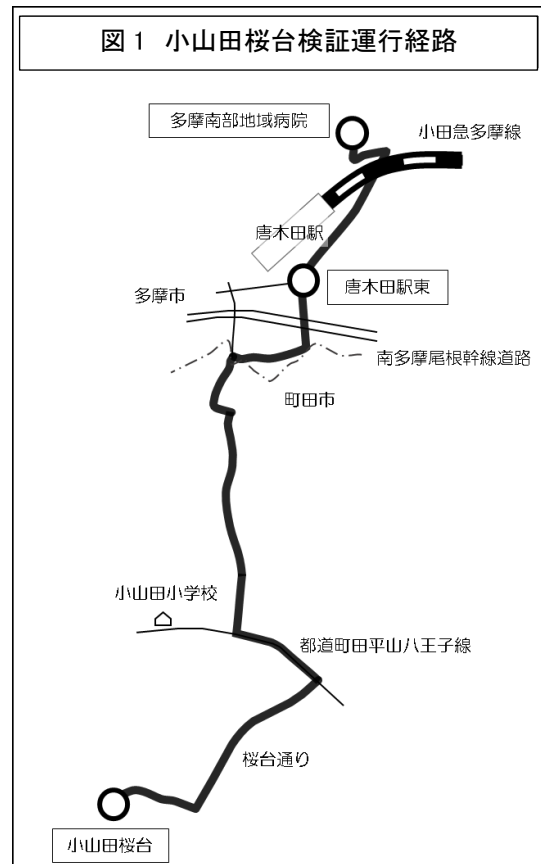 図1 小山田桜台検証運行経路
多摩南部地域病院
小田急多摩線
唐木田駅
唐木田駅東
多摩市
南多摩尾根幹線道路
町田市
小山田小学校
都道町田平山八王子線
桜台通り
小山田桜台